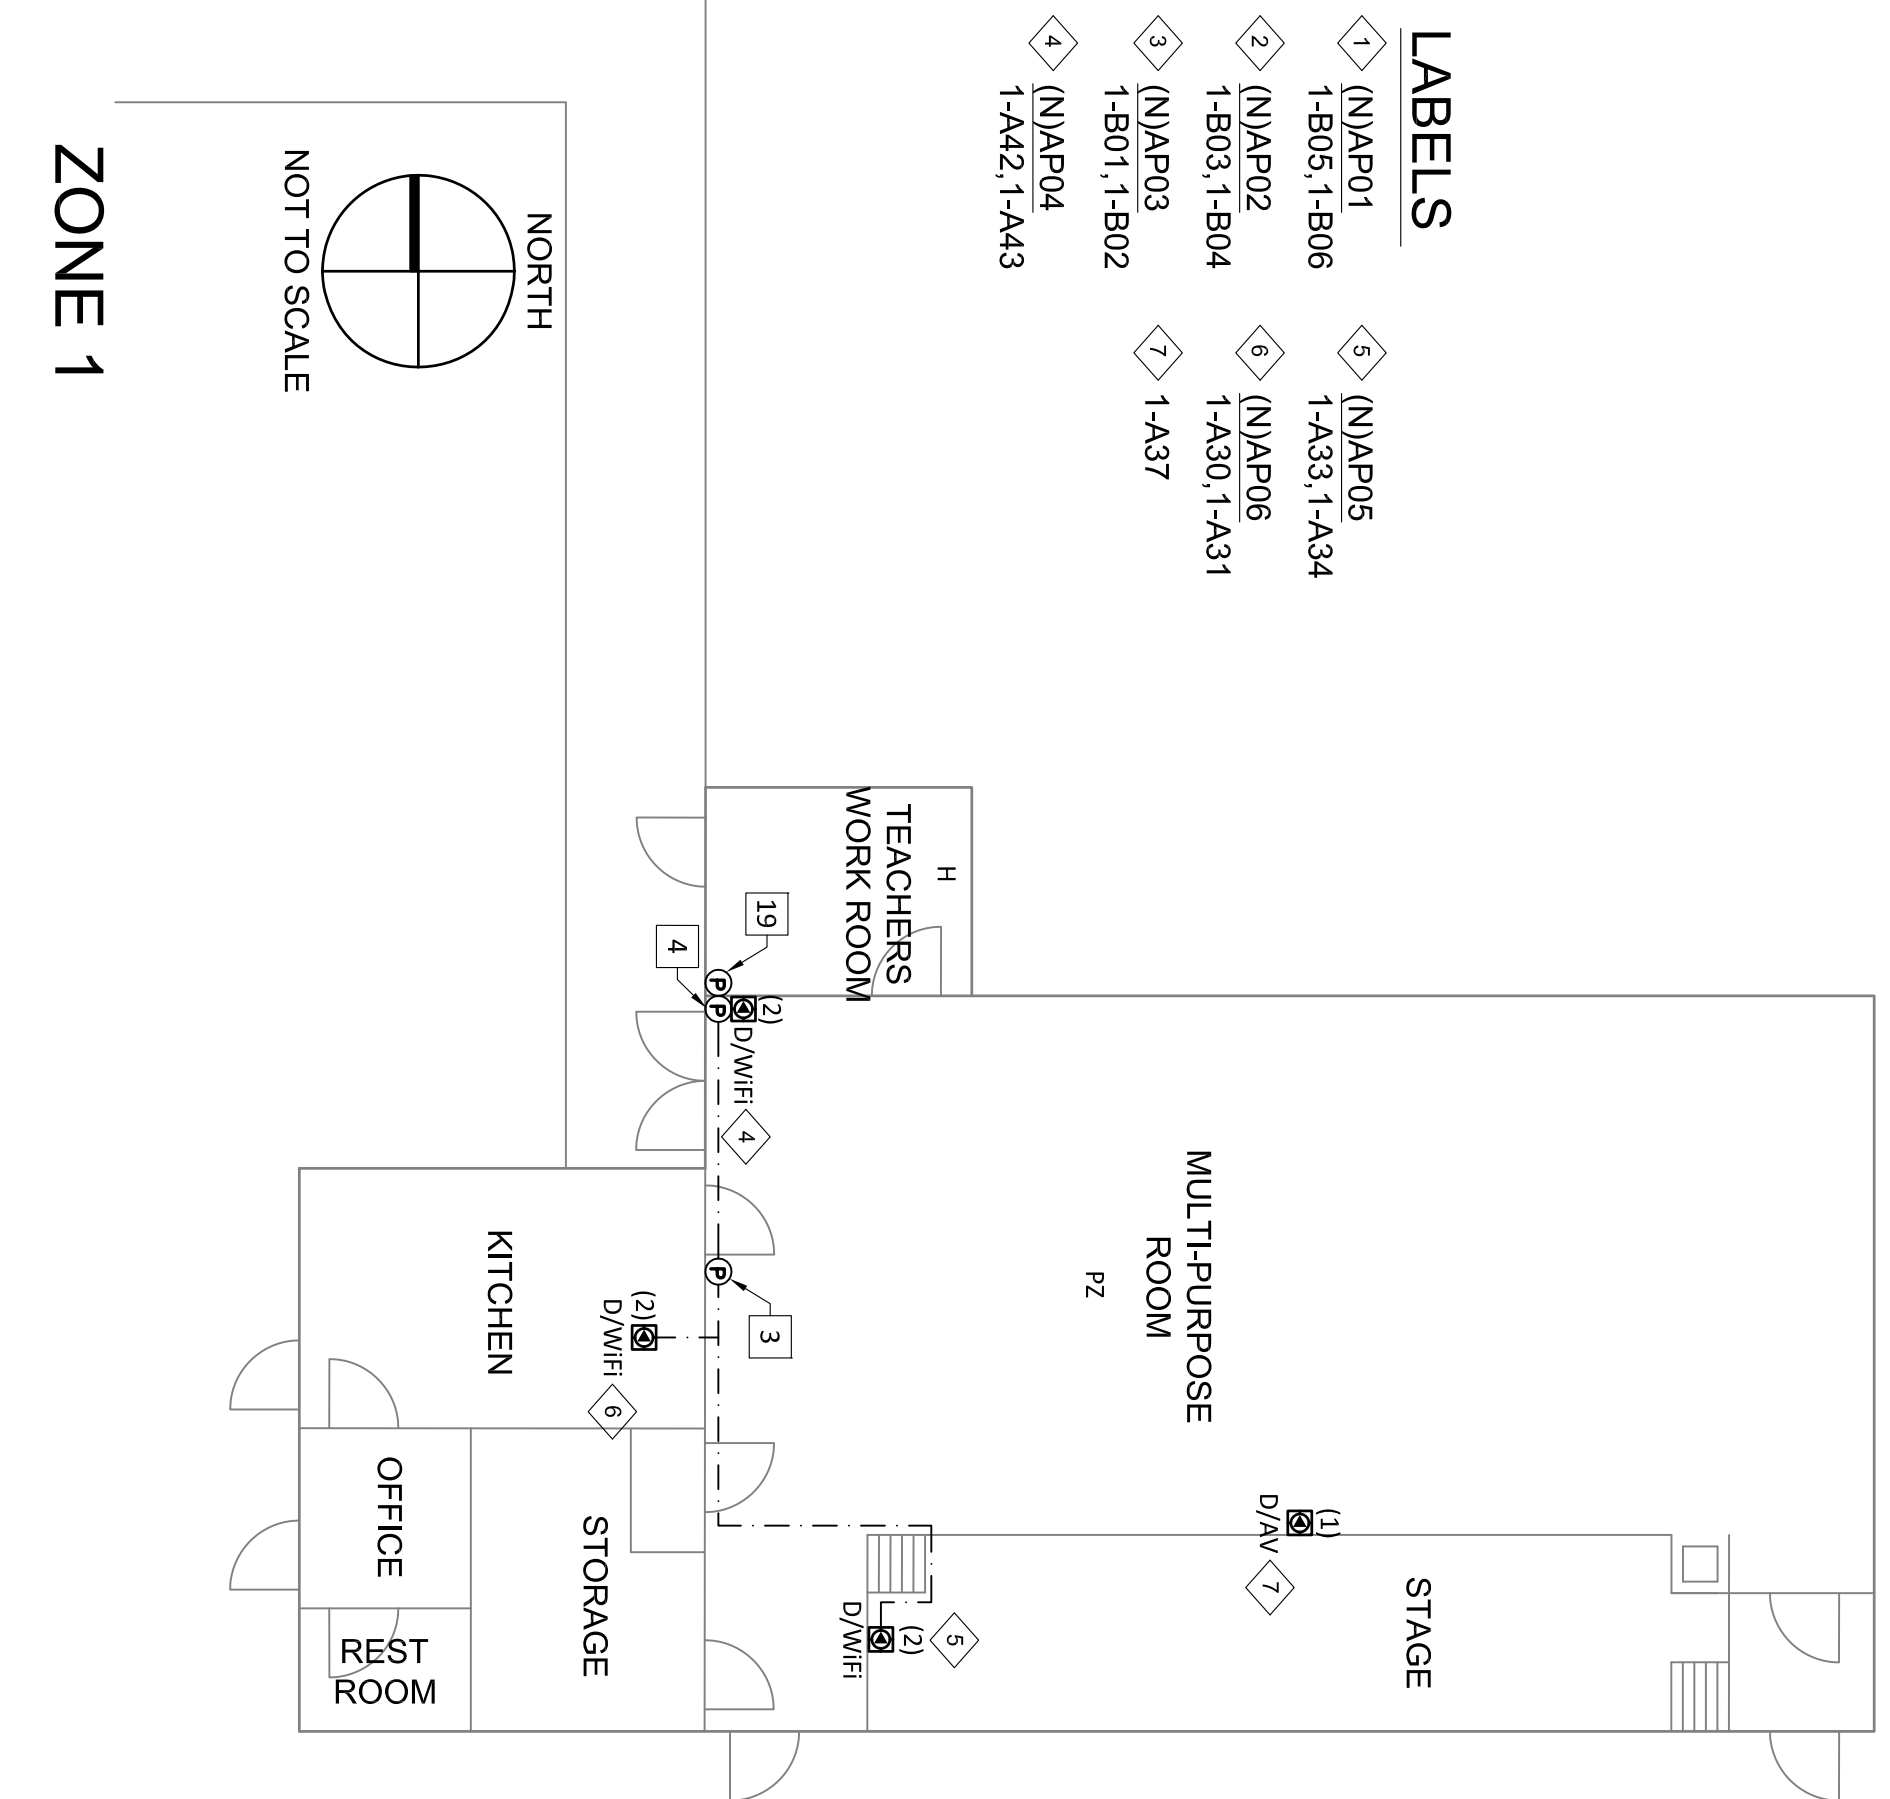 LABELS
1
(N)AP01
1-B05,1-B06
2
(N)AP02
1-B03,1-B04
3
(N)AP03
1-B01,1-B02
4
(N)AP04
1-A42,1-A43
5
(N)AP05
1-A33,1-A34
6
(N)AP06
1-A30,1-A31
7
1-A37
NORTH
NOT TO SCALE
ZONE 1
H
TEACHERS
WORK ROOM
19
4
P
P
(2)
D/WiFi
4
MULTI-PURPOSE
ROOM
PZ
P
3
KITCHEN
(2)
D/WiFi
6
OFFICE
STORAGE
REST
ROOM
(1)
D/AV
7
STAGE
(2)
D/WiFi
5